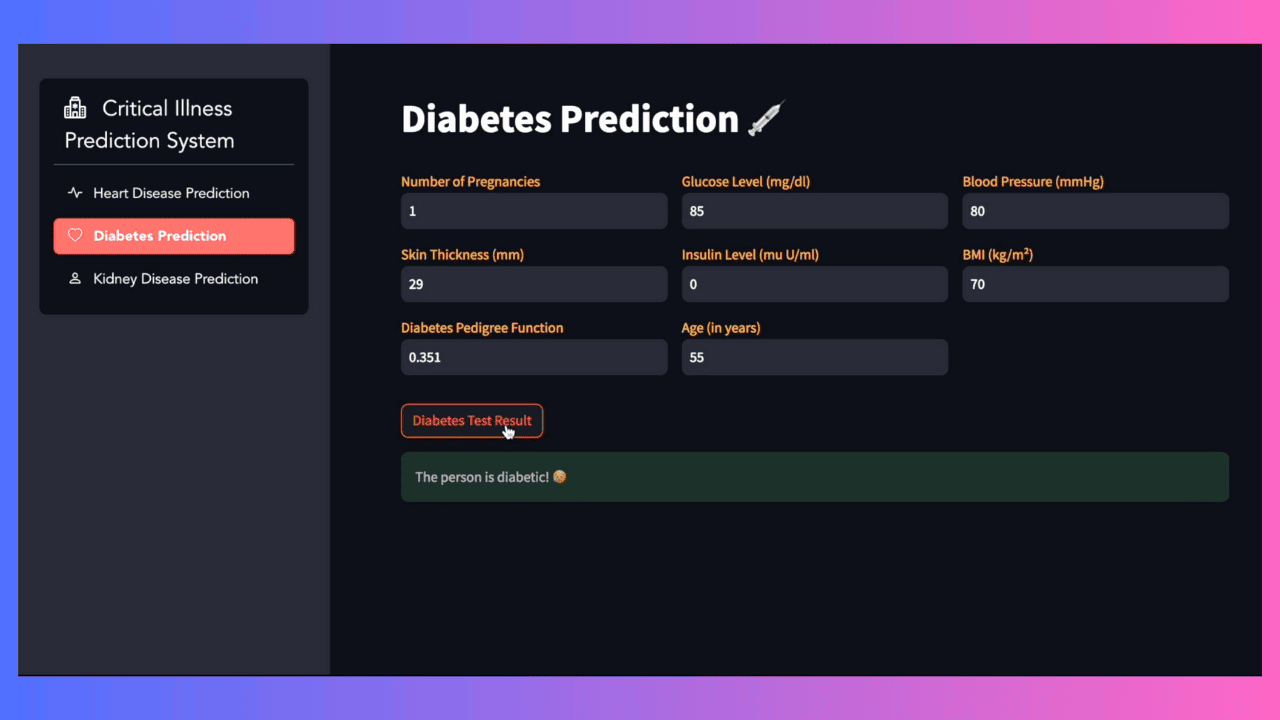 Critical Illness
Prediction System
Heart Disease Prediction
Diabetes Prediction
Kidney Disease Prediction
Diabetes Prediction
Number of Pregnancies
1
Glucose Level (mg/dl)
85
Blood Pressure (mmHg)
80
Skin Thickness (mm)
29
Insulin Level (mu U/ml)
0
BMI (kg/m²)
70
Diabetes Pedigree Function
0.351
Age (in years)
55
Diabetes Test Result
The person is diabetic!